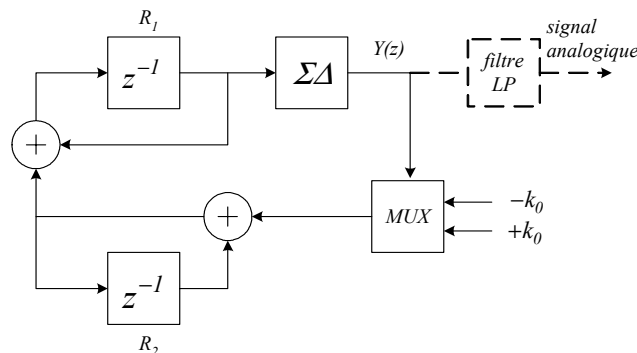 R1
z-1
ΣΔ
Y(z)
filtre
LP
signal
analogique
+
+
MUX
-k0
+k0
z-1
R2